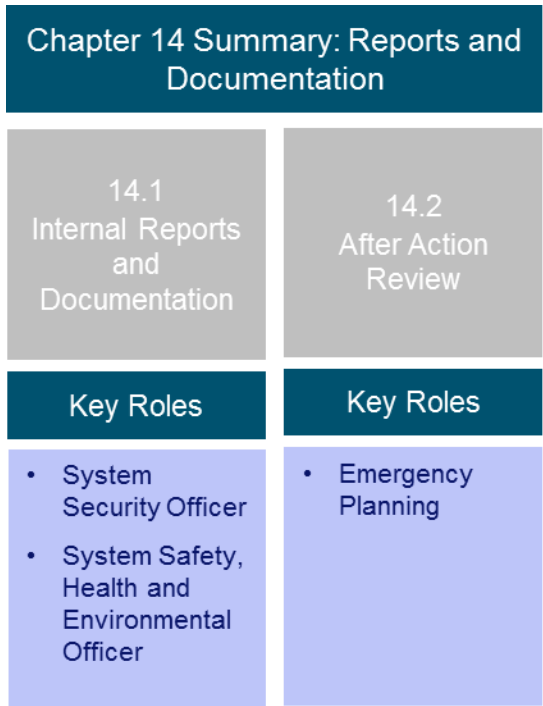 Chapter 14 Summary: Reports and
Documentation
14.1
Internal Reports
and
Documentation
14.2
After Action
Review
Key Roles
Key Roles
• System
Security Officer
• System Safety,
Health and
Environmental
Officer
• Emergency
Planning